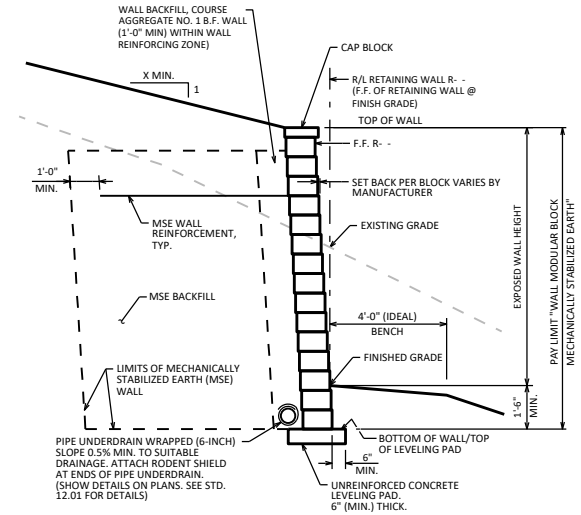 WALL BACKFILL, COURSE
AGGREGATE NO. 1 B.F. WALL
(1'-0" MIN) WITHIN WALL
REINFORCING ZONE)
CAP BLOCK
X MIN.
1
R/L RETAINING WALL R- -
(F.F. OF RETAINING WALL @
FINISH GRADE)
TOP OF WALL
F.F. R- -
1'-0"
MIN.
SET BACK PER BLOCK VARIES BY
MANUFACTURER
MSE WALL
REINFORCEMENT,
TYP.
EXISTING GRADE
EXPOSED WALL HEIGHT
PAY LIMIT "WALL MODULAR BLOCK
MECHANICALLY STABILIZED EARTH"
MSE BACKFILL
4'-0" (IDEAL)
BENCH
FINISHED GRADE
LIMITS OF MECHANICALLY
STABILIZED EARTH (MSE)
WALL
1'-6"
MIN.
PIPE UNDERDRAIN WRAPPED (6-INCH)
SLOPE 0.5% MIN. TO SUITABLE
DRAINAGE. ATTACH RODENT SHIELD
AT ENDS OF PIPE UNDERDRAIN.
(SHOW DETAILS ON PLANS. SEE STD.
12.01 FOR DETAILS)
BOTTOM OF WALL/TOP
OF LEVELING PAD
6"
MIN.
UNREINFORCED CONCRETE
LEVELING PAD.
6" (MIN.) THICK.